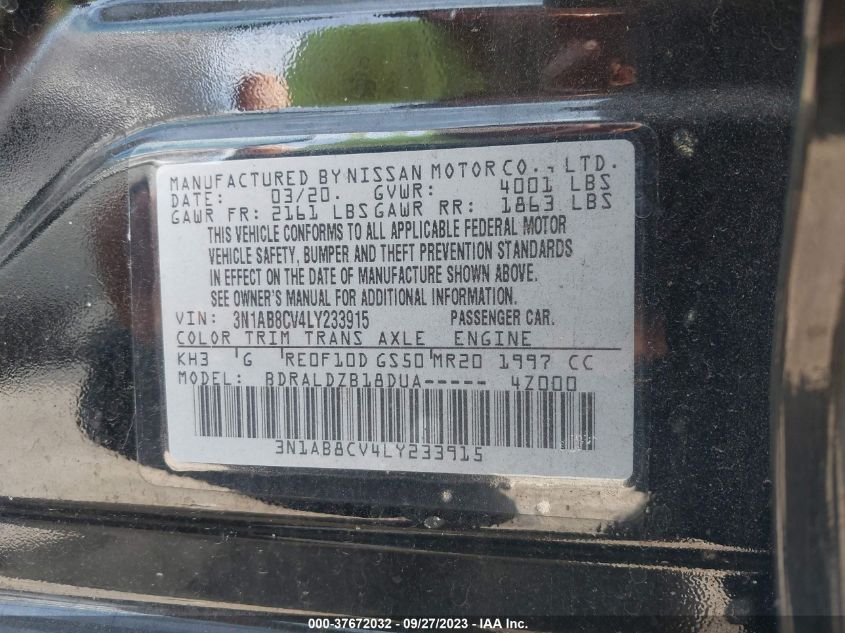 MANUFACTURED BY NISSAN MOTOR CO., LTD.
DATE: 03/20. GVWR: 4001 LBS
GAWR FR: 2161 LBS GAWR RR: 1863 LBS
THIS VEHICLE CONFORMS TO ALL APPLICABLE FEDERAL MOTOR
VEHICLE SAFETY, BUMPER AND THEFT PREVENTION STANDARDS
IN EFFECT ON THE DATE OF MANUFACTURE SHOWN ABOVE.
SEE OWNER'S MANUAL FOR ADDITIONAL INFORMATION.
VIN: 3N1AB8CV4LY233915 PASSENGER CAR.
COLOR TRIM TRANS AXLE ENGINE
KH3 G RE0F10D GS50 MR20 1997 CC
MODEL: BDRALDZB18DUA----- 4Z000
3N1AB8CV4LY233915
000-37672032 - 09/27/2023 - Copyright IAA, Inc.